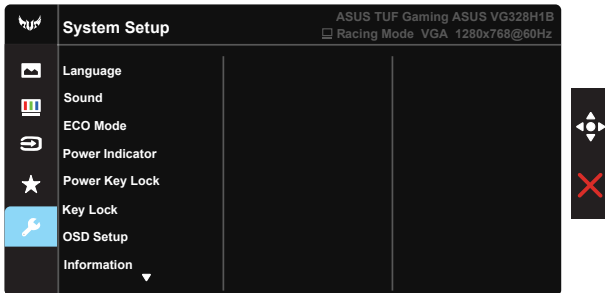 System Setup
ASUS TUF Gaming ASUS VG328H1B
Racing Mode VGA 1280x768@60Hz
Language
Sound
ECO Mode
Power Indicator
Power Key Lock
Key Lock
OSD Setup
Information